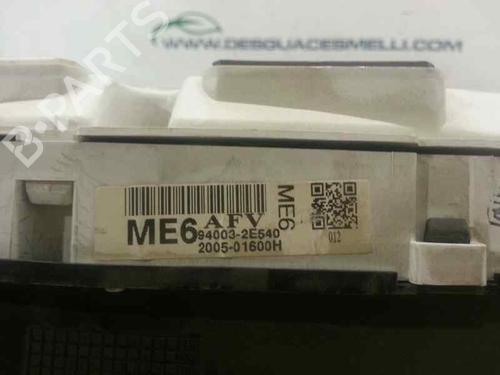 WWW.DESGUACESMELLI.COM
B-PARTS
ME6 AFV
94003-2E540
2005-01600H
ME6
012